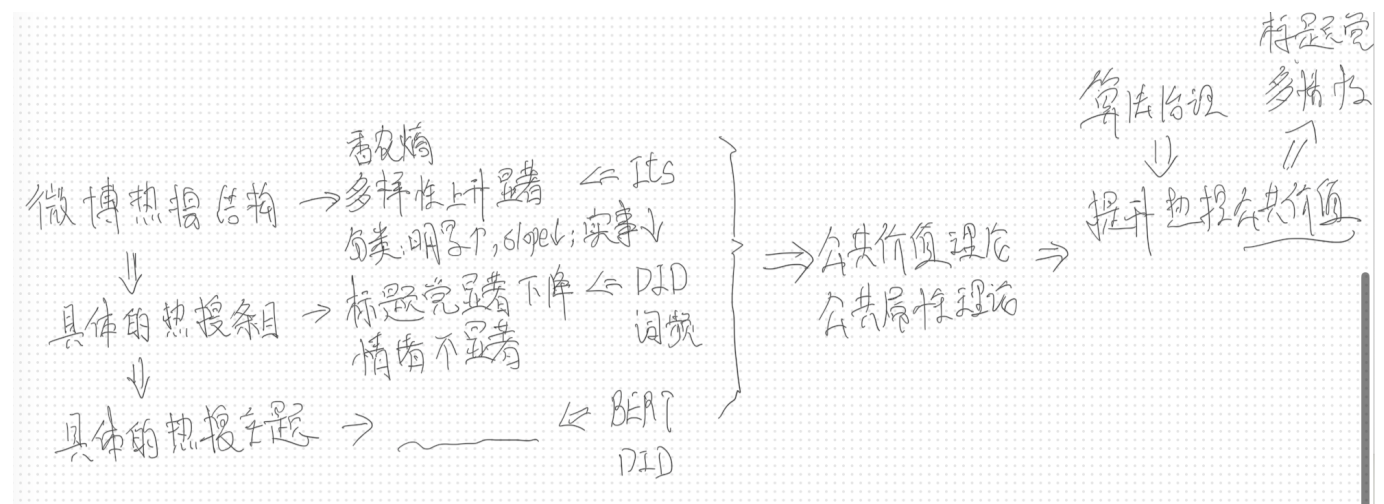 标题党
多情
算法治理
香农熵
微博热搜结构 → 多样性上升显著 ⇐ ITS
分类:明星↑, slope↓; 实事↓
提升热搜公共价值
公共价值理论
公共属性理论
具体的热搜条目 → 标题党显著下降 ⇐ DID
词频
情绪不显著
具体的热搜主题 → ⇐ BERT
DID